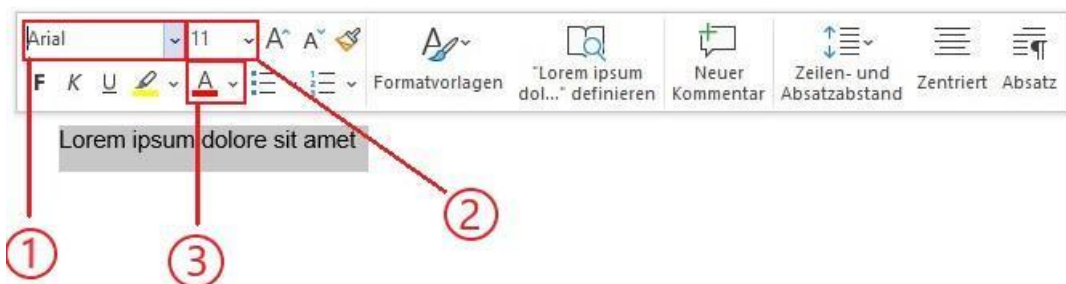 Arial 11 A A
F K U A Formatvorlagen "Lorem ipsum dol..." definieren Neuer Kommentar Zeilen- und Absatzabstand Zentriert Absatz
Lorem ipsum dolore sit amet
1 3 2